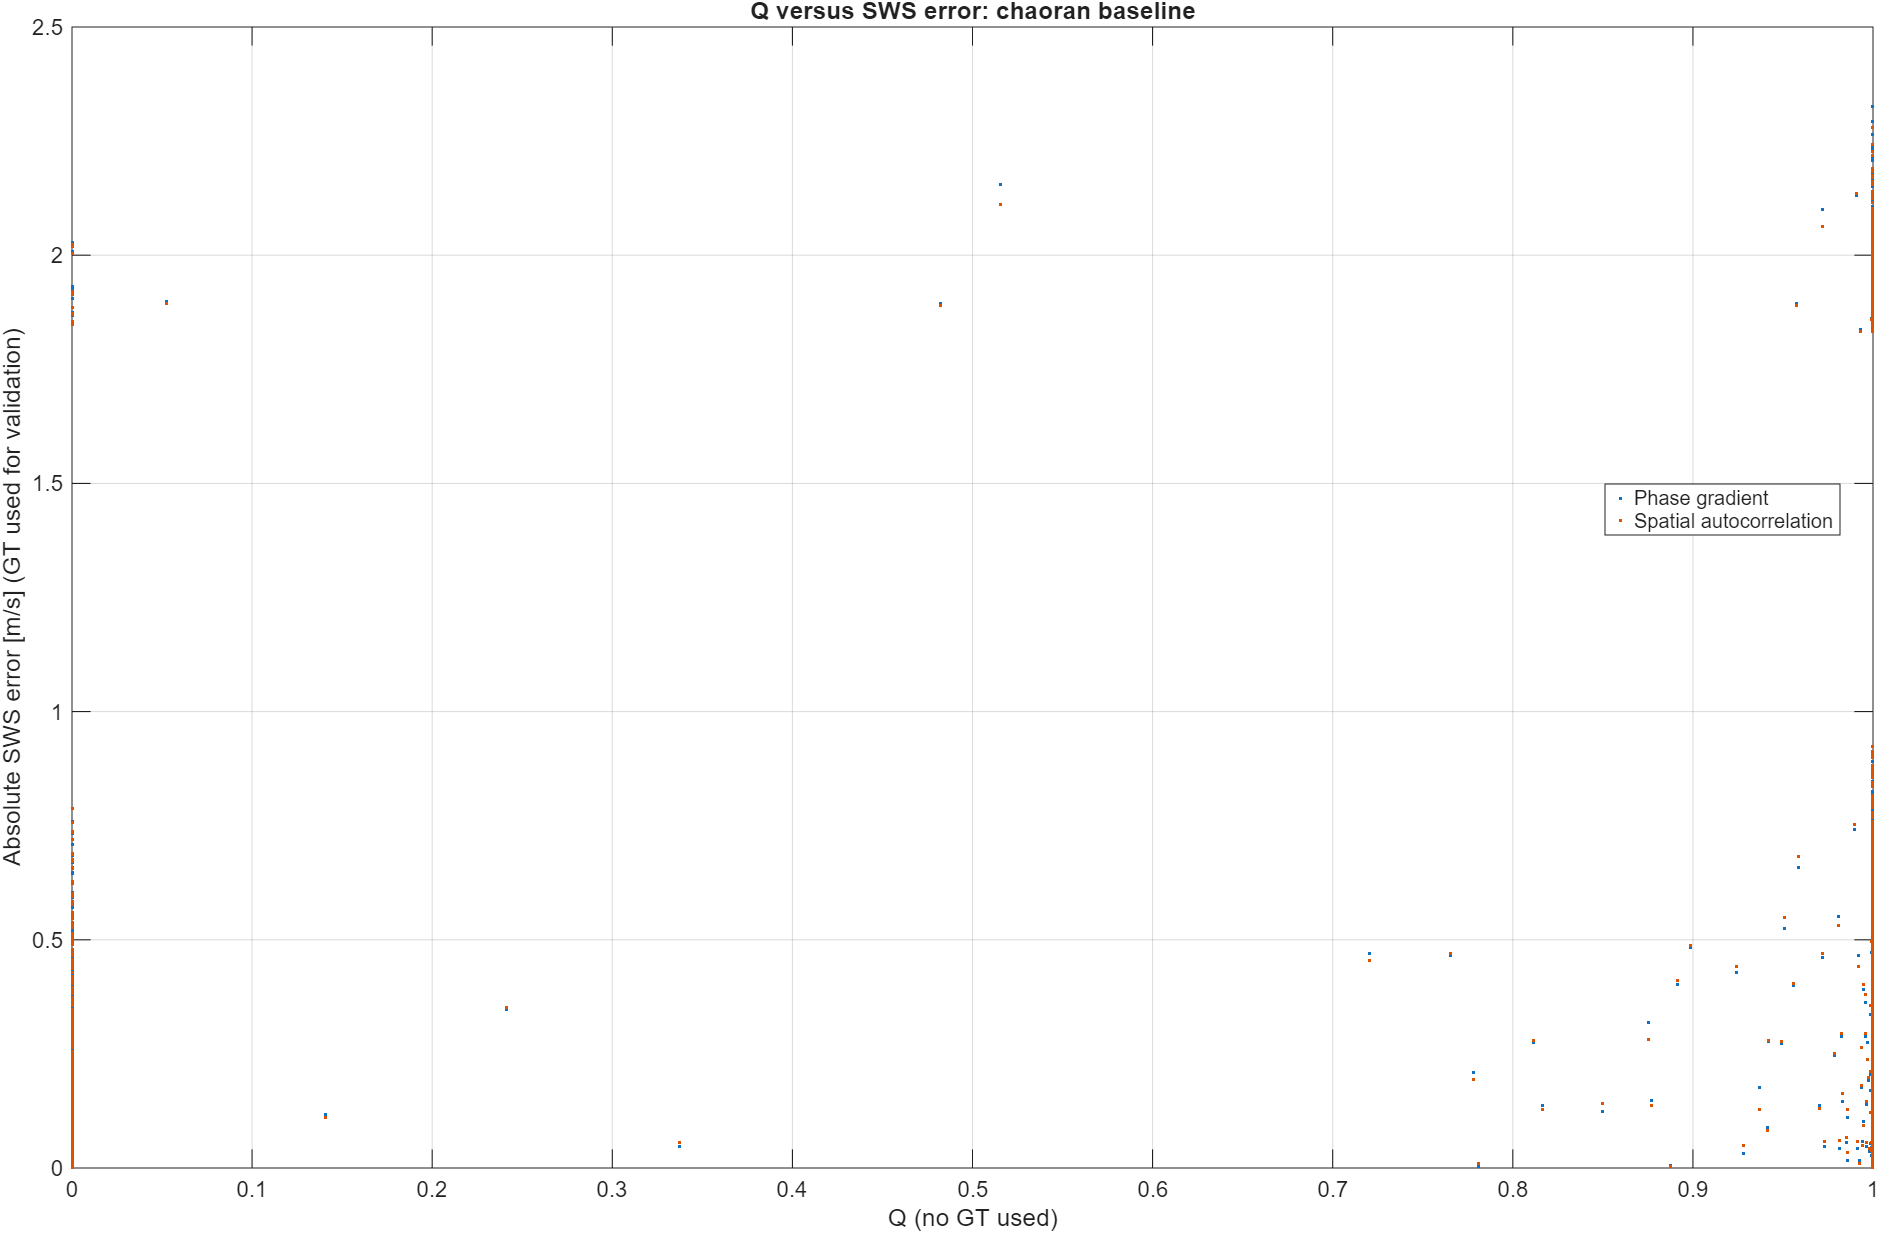 Q versus SWS error: chaoran baseline
2.5
2
1.5
1
0.5
0
Absolute SWS error [m/s] (GT used for validation)
Phase gradient
Spatial autocorrelation
0 0.1 0.2 0.3 0.4 0.5 0.6 0.7 0.8 0.9 1
Q (no GT used)